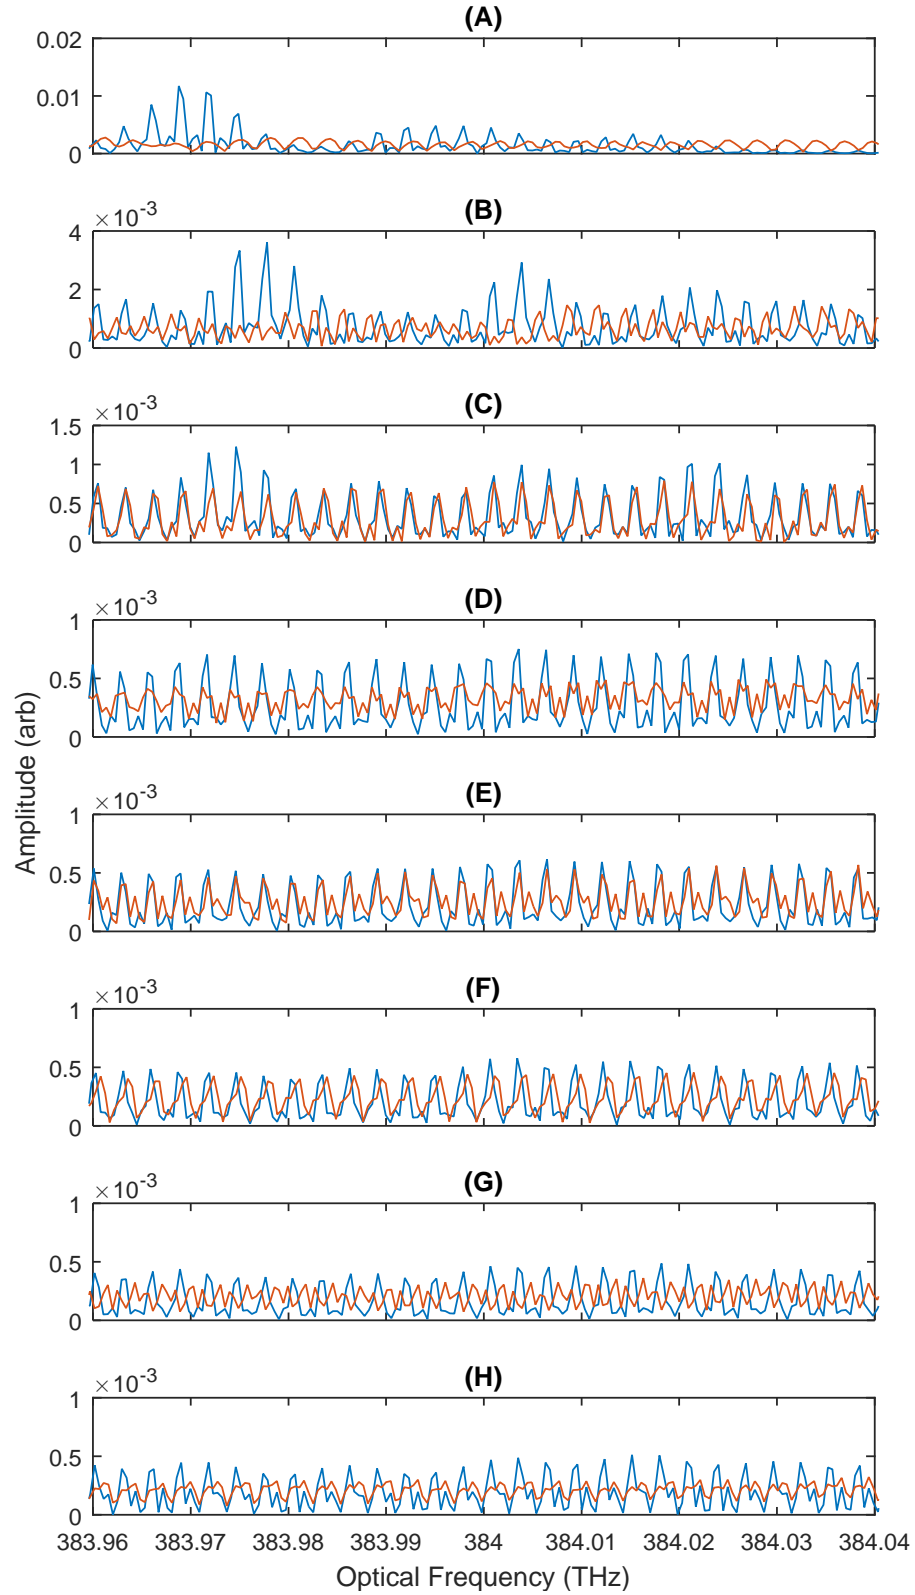 (A)
0.02
0.01
0
(B)
×10-3
4
2
0
(C)
×10-3
1.5
1
0.5
0
(D)
×10-3
1
0.5
0
Amplitude (arb)
(E)
×10-3
1
0.5
0
(F)
×10-3
1
0.5
0
(G)
×10-3
1
0.5
0
(H)
×10-3
1
0.5
0
383.96 383.97 383.98 383.99 384 384.01 384.02 384.03 384.04
Optical Frequency (THz)